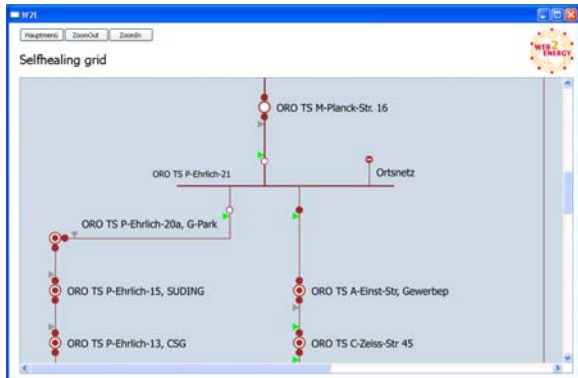 W2E
Hauptmenü ZoomOut ZoomIn
Selfhealing grid
WEB2ENERGY
ORO TS M-Planck-Str. 16
ORO TS P-Ehrlich-21
Ortsnetz
ORO TS P-Ehrlich-20a, G-Park
ORO TS P-Ehrlich-15, SUDING
ORO TS A-Einst-Str, Gewerbep
ORO TS P-Ehrlich-13, CSG
ORO TS C-Zeiss-Str 45